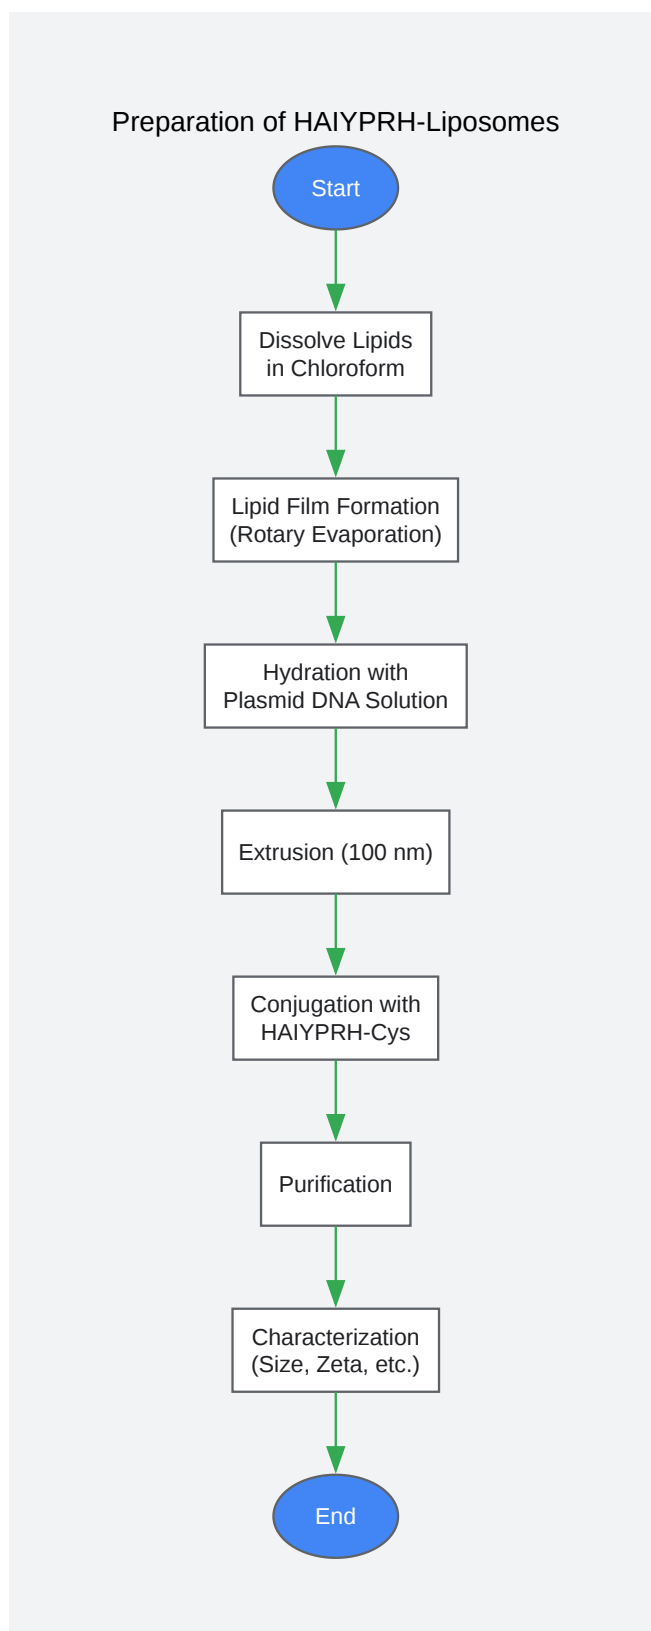 Preparation of HAIYPRH-Liposomes
Start
Dissolve Lipids
in Chloroform
Lipid Film Formation
(Rotary Evaporation)
Hydration with
Plasmid DNA Solution
Extrusion (100 nm)
Conjugation with
HAIYPRH-Cys
Purification
Characterization
(Size, Zeta, etc.)
End